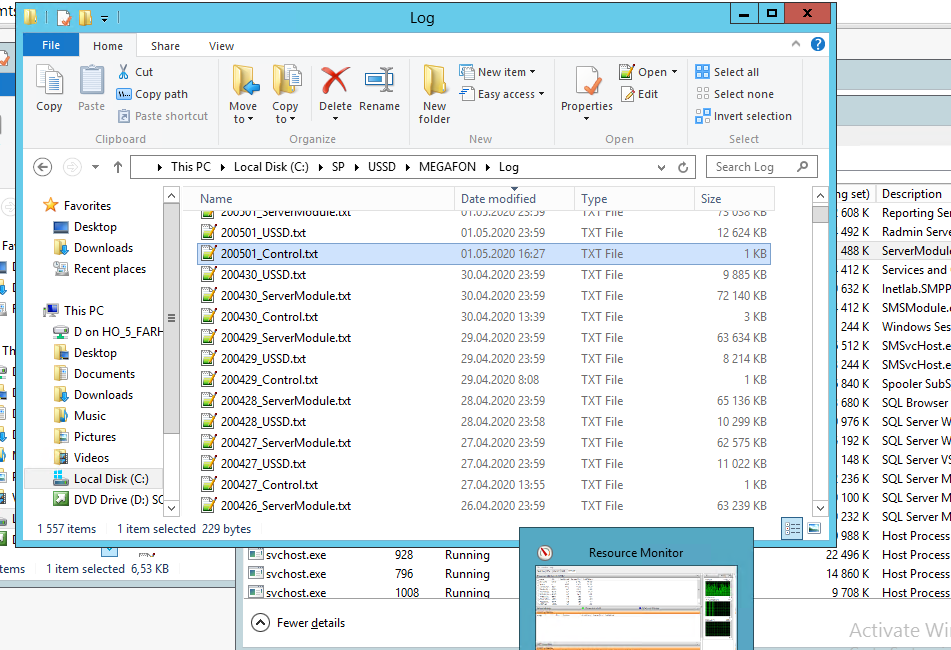 Log
File Home Share View
Copy
Paste
Cut
Copy path
Paste shortcut
Clipboard
Move to
Copy to
Delete
Rename
Organize
New folder
New item
Easy access
New
Properties
Open
Edit
Open
Select all
Select none
Invert selection
Select
This PC Local Disk (C:) SP USSD MEGAFON Log
Search Log
Favorites
Desktop
Downloads
Recent places
This PC
D on HO_5_FARH
Desktop
Documents
Downloads
Music
Pictures
Videos
Local Disk (C:)
DVD Drive (D:) SC
Name Date modified Type Size
200501_ServerModule.txt 01.05.2020 23:59 TXT File 73 038 KB
200501_USSD.txt 01.05.2020 23:59 TXT File 12 624 KB
200501_Control.txt 01.05.2020 16:27 TXT File 1 KB
200430_USSD.txt 30.04.2020 23:59 TXT File 9 885 KB
200430_ServerModule.txt 30.04.2020 23:59 TXT File 72 140 KB
200430_Control.txt 30.04.2020 13:39 TXT File 3 KB
200429_ServerModule.txt 29.04.2020 23:59 TXT File 63 634 KB
200429_USSD.txt 29.04.2020 23:59 TXT File 8 214 KB
200429_Control.txt 29.04.2020 8:08 TXT File 1 KB
200428_ServerModule.txt 28.04.2020 23:59 TXT File 65 136 KB
200428_USSD.txt 28.04.2020 23:58 TXT File 10 299 KB
200427_ServerModule.txt 27.04.2020 23:59 TXT File 62 575 KB
200427_USSD.txt 27.04.2020 23:59 TXT File 11 022 KB
200427_Control.txt 27.04.2020 13:55 TXT File 1 KB
200426_ServerModule.txt 26.04.2020 23:59 TXT File 63 239 KB
1 557 items 1 item selected 229 bytes
tems 1 item selected 6,53 KB
ng set) Description
608 K Reporting Se
492 K Radmin Serve
488 K ServerModule
412 K Services and
632 K Inetlab.SMPP
412 K SMSModule.
244 K Windows Ses
512 K SMSvcHost.e
244 K SMSvcHost.e
840 K Spooler SubS
680 K SQL Browser
976 K SQL Server W
192 K SQL Server W
148 K SQL Server VS
236 K SQL Server M
100 K SQL Server M
232 K SQL Server M
988 K Host Process
svchost.exe 928 Running 22 496 K Host Process
svchost.exe 796 Running 14 860 K Host Process
svchost.exe 1008 Running 9 708 K Host Process
Fewer details
Resource Monitor
Activate Wi